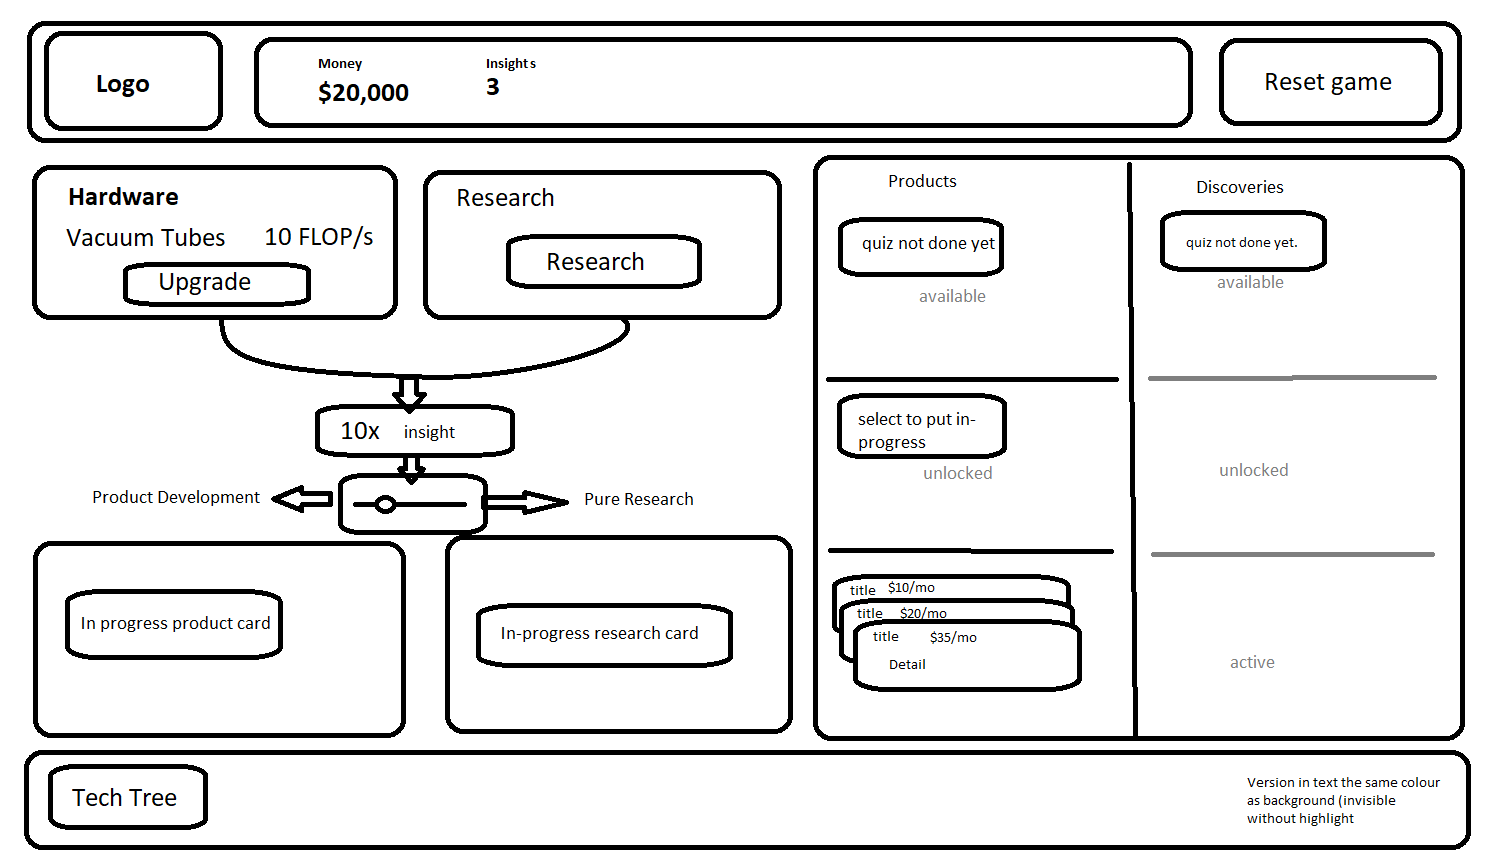 Logo
Money
$20,000
Insights
3
Reset game
Hardware
Vacuum Tubes 10 FLOP/s
Upgrade
Research
Research
10x insight
Product Development
Pure Research
In progress product card
In-progress research card
Products
quiz not done yet
available
select to put in-
progress
unlocked
title $10/mo
title $20/mo
title $35/mo
Detail
Discoveries
quiz not done yet.
available
unlocked
active
Tech Tree
Version in text the same colour
as background (invisible
without highlight